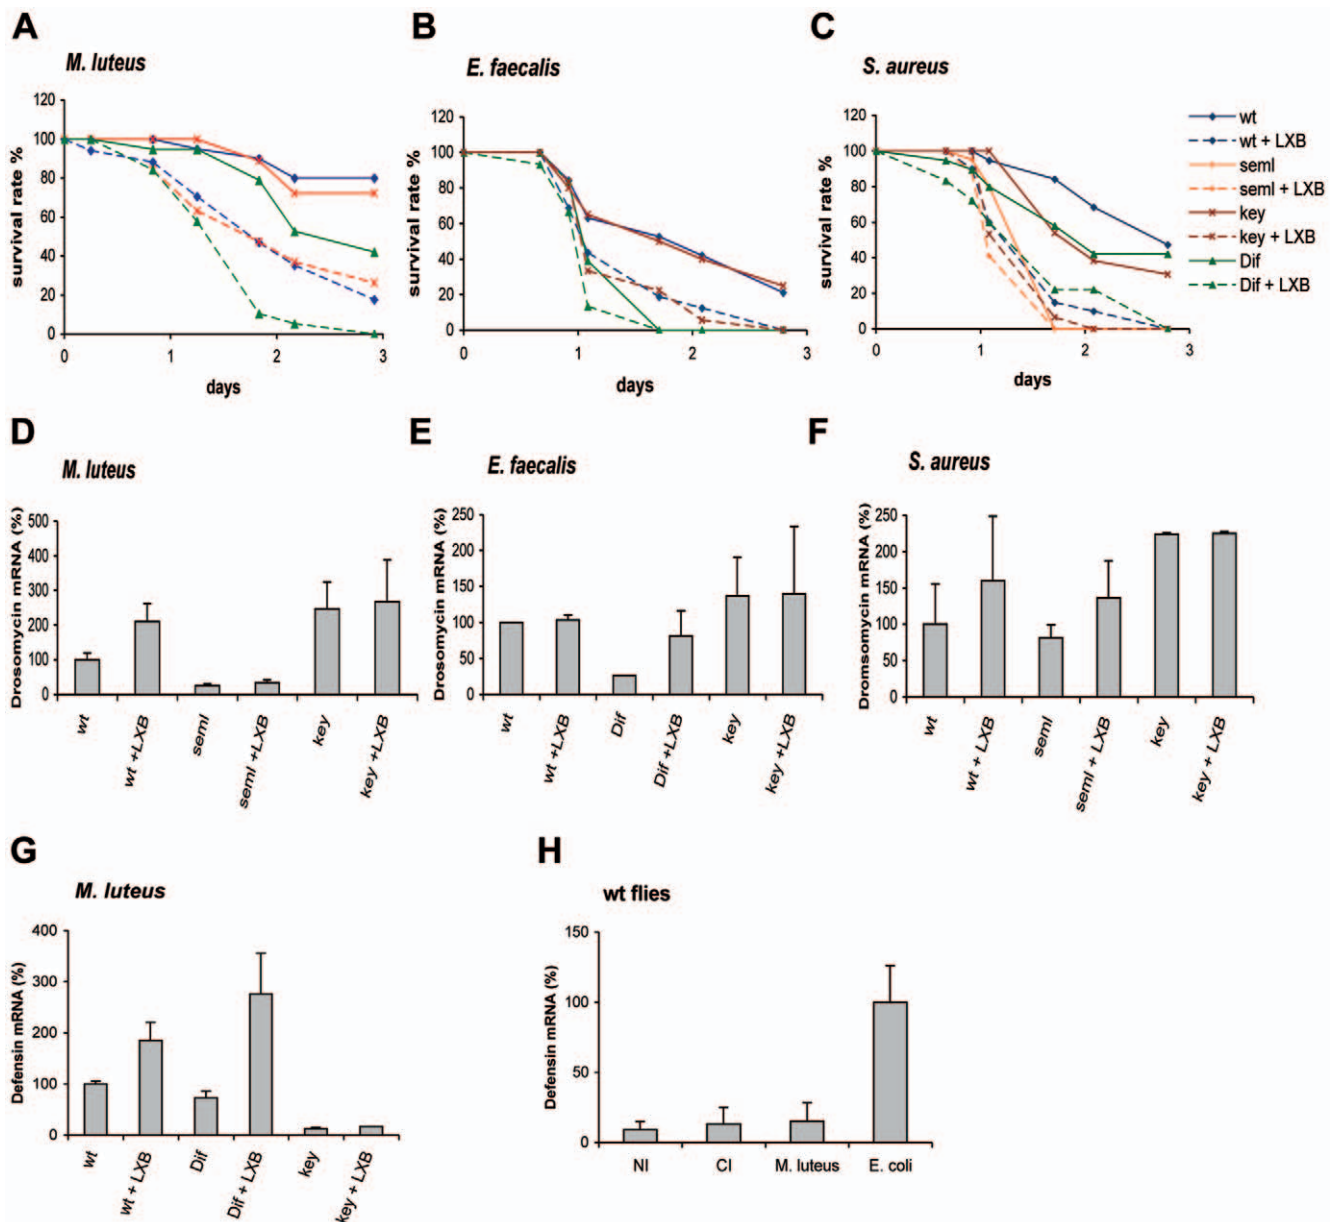 A
M. luteus
survival rate %
120
100
80
60
40
20
0
0 1 2 3
days
B
E. faecalis
survival rate %
120
100
80
60
40
20
0
0 1 2 3
days
C
S. aureus
survival rate %
120
100
80
60
40
20
0
0 1 2 3
days
wt
wt + LXB
seml
seml + LXB
key
key + LXB
Dif
Dif + LXB
D
M. luteus
Drosomycin mRNA (%)
500
400
300
200
100
0
wt
wt +LXB
seml
seml +LXB
key
key +LXB
E
E. faecalis
Drosomycin mRNA (%)
250
200
150
100
50
0
wt
wt +LXB
Dif
Dif +LXB
key
key +LXB
F
S. aureus
Dromsomycin mRNA (%)
250
200
150
100
50
0
wt
wt + LXB
seml
seml + LXB
key
key + LXB
G
M. luteus
Defensin mRNA (%)
400
300
200
100
0
wt
wt + LXB
Dif
Dif + LXB
key
key + LXB
H
wt flies
Defensin mRNA (%)
150
100
50
0
NI CI M. luteus E. coli